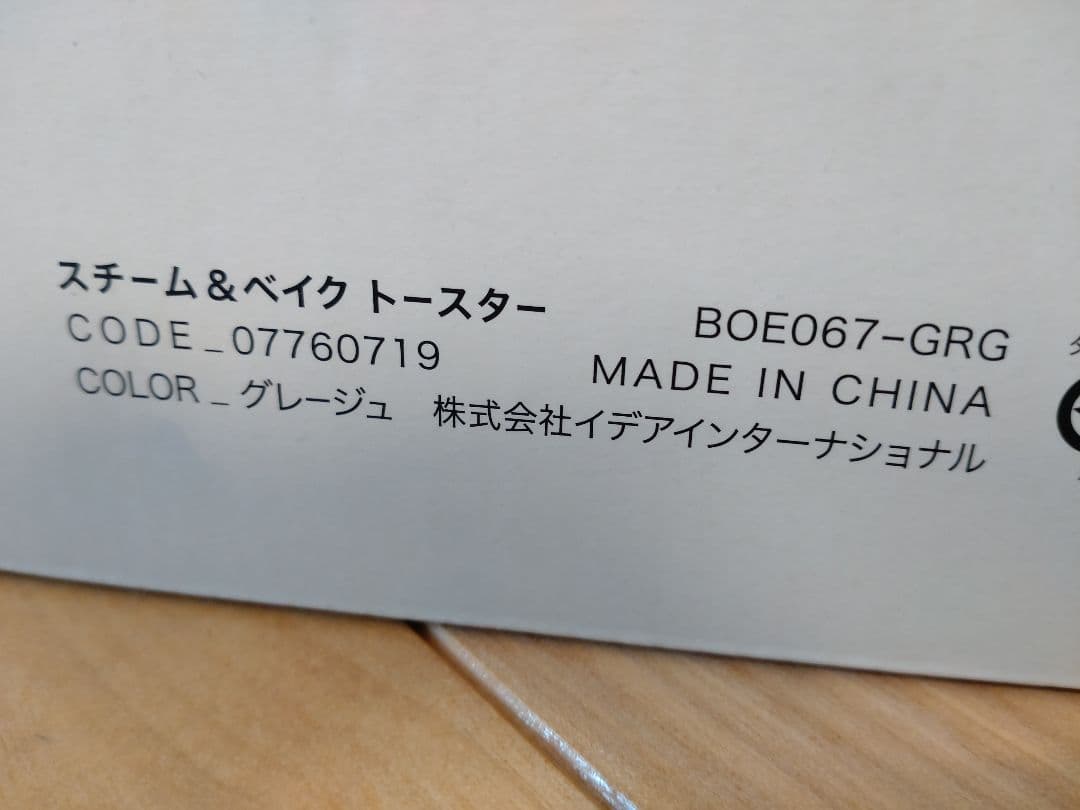 スチーム&ベイク トースター
BOE067-GRG
CODE_07760719
MADE IN CHINA
COLOR_グレージュ
株式会社イデアインターナショナル